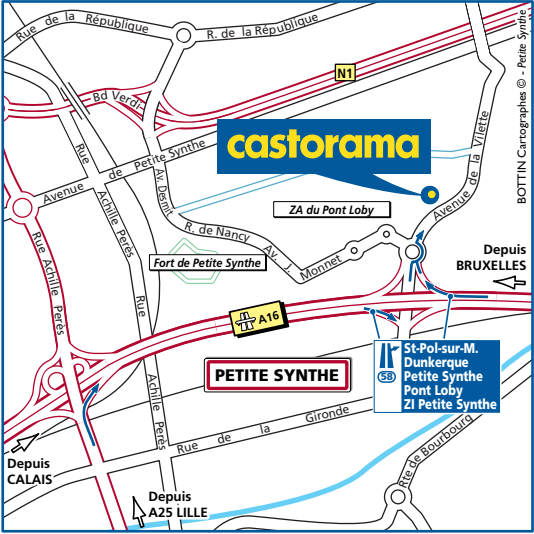 Rue de la République
R. de la République
N1
Bd Verdi
BOTTIN Cartographes © - Petite Synthe
castorama
Rue
Achille
Perès
Rue
Achille
Perès
Avenue de Petite Synthe
Av. Desmit
R. de Nancy
Av. J. Monnet
ZA du Pont Loby
Avenue de la Vilette
Fort de Petite Synthe
Rue Achille Perès
Depuis
BRUXELLES
A16
PETITE SYNTHE
58
St-Pol-sur-M.
Dunkerque
Petite Synthe
Pont Loby
ZI Petite Synthe
Rue de la Gironde
Rte de Bourbourg
Depuis
CALAIS
Depuis
A25 LILLE